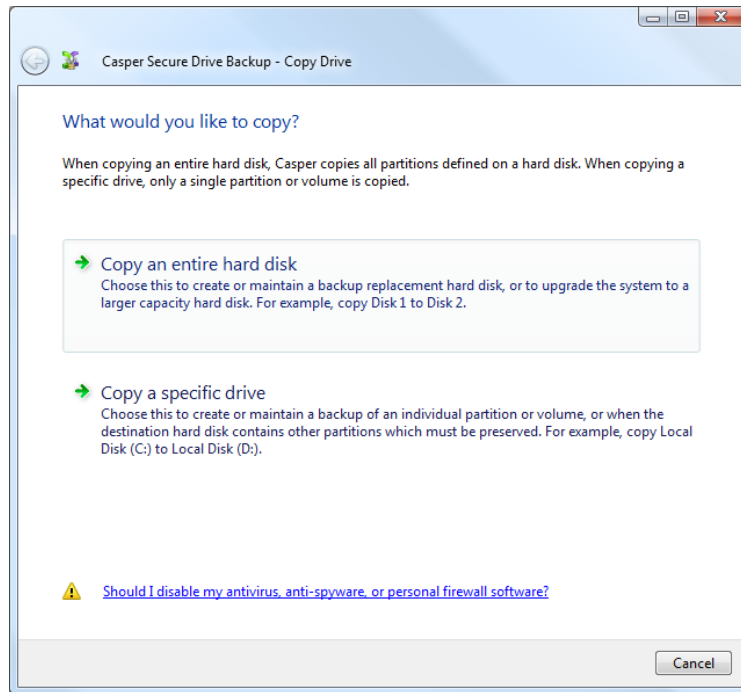 Casper Secure Drive Backup - Copy Drive
What would you like to copy?
When copying an entire hard disk, Casper copies all partitions defined on a hard disk. When copying a
specific drive, only a single partition or volume is copied.
Copy an entire hard disk
Choose this to create or maintain a backup replacement hard disk, or to upgrade the system to a
larger capacity hard disk. For example, copy Disk 1 to Disk 2.
Copy a specific drive
Choose this to create or maintain a backup of an individual partition or volume, or when the
destination hard disk contains other partitions which must be preserved. For example, copy Local
Disk (C:) to Local Disk (D:).
Should I disable my antivirus, anti-spyware, or personal firewall software?
Cancel